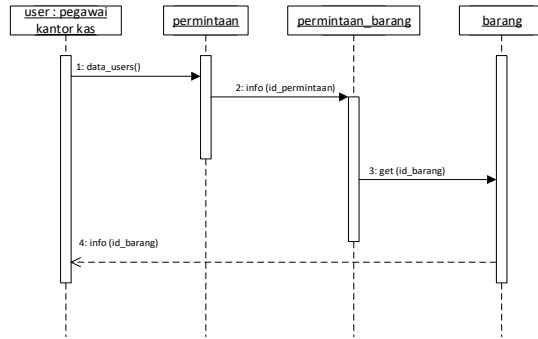 user : pegawai
kantor kas
permintaan
permintaan_barang
barang
1: data_users()
2: info (id_permintaan)
3: get (id_barang)
4: info (id_barang)